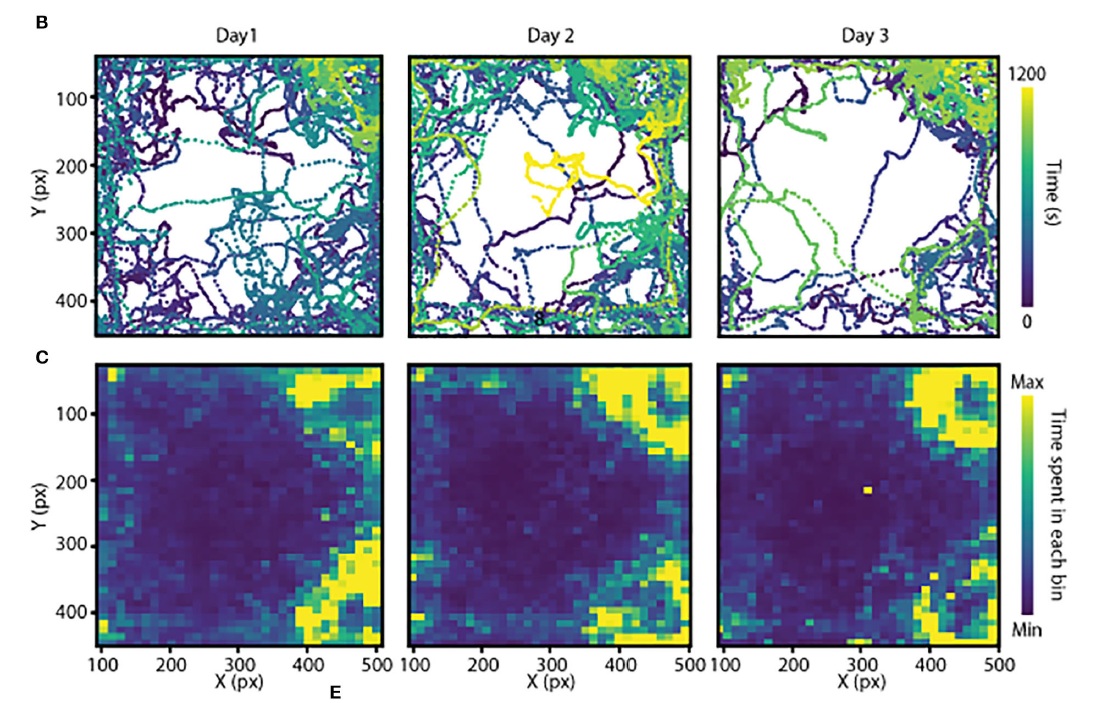 B
Day1 Day 2 Day 3
1200
100
200
300
400
Y (px)
Time (s)
0
8
C
Max
100
200
300
400
Y (px)
Time spent in each bin
Min
100 200 300 400 500 100 200 300 400 500 100 200 300 400 500
X (px) X (px) X (px)
E